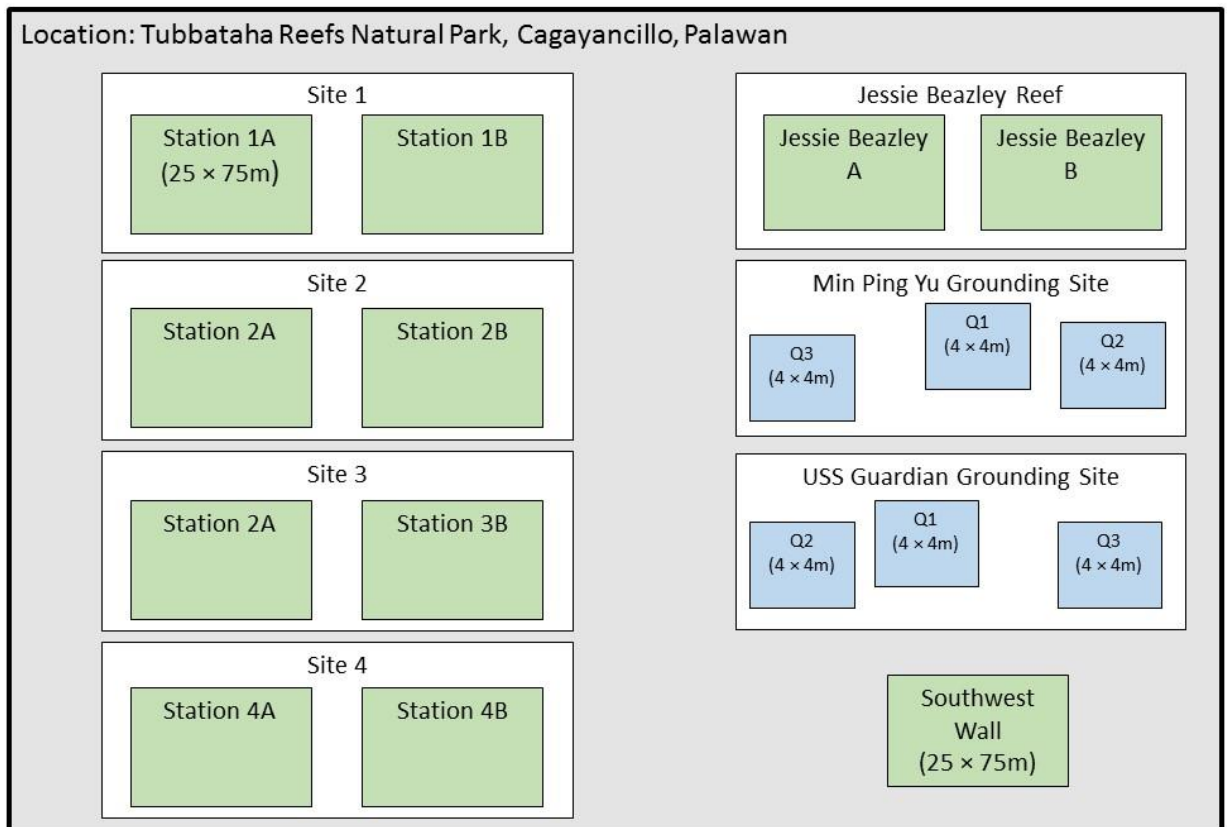 Location: Tubbataha Reefs Natural Park, Cagayancillo, Palawan
Site 1
Station 1A
(25 × 75m)
Station 1B
Site 2
Station 2A
Station 2B
Site 3
Station 2A
Station 3B
Site 4
Station 4A
Station 4B
Jessie Beazley Reef
Jessie Beazley
A
Jessie Beazley
B
Min Ping Yu Grounding Site
Q3
(4 × 4m)
Q1
(4 × 4m)
Q2
(4 × 4m)
USS Guardian Grounding Site
Q2
(4 × 4m)
Q1
(4 × 4m)
Q3
(4 × 4m)
Southwest
Wall
(25 × 75m)